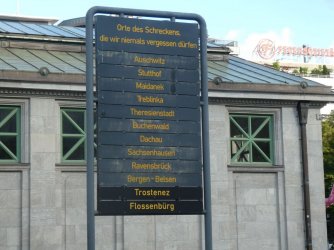 Orte des Schreckens,
die wir niemals vergessen dürfen
Auschwitz
Stutthof
Maidanek
Treblinka
Theresienstadt
Buchenwald
Dachau
Sachsenhausen
Ravensbrück
Bergen-Belsen
Trostenez
Flossenbürg